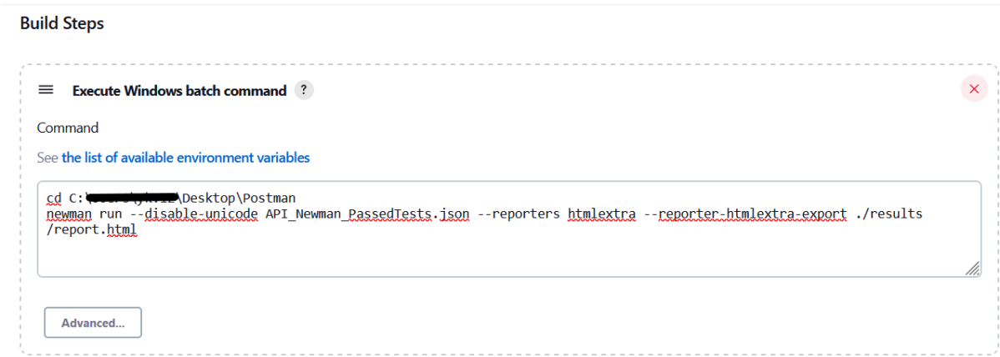 Build Steps
Execute Windows batch command ?
Command
See the list of available environment variables
cd C:\Desktop\Postman
newman run --disable-unicode API_Newman_PassedTests.json --reporters htmlextra --reporter-htmlextra-export ./results
/report.html
Advanced...